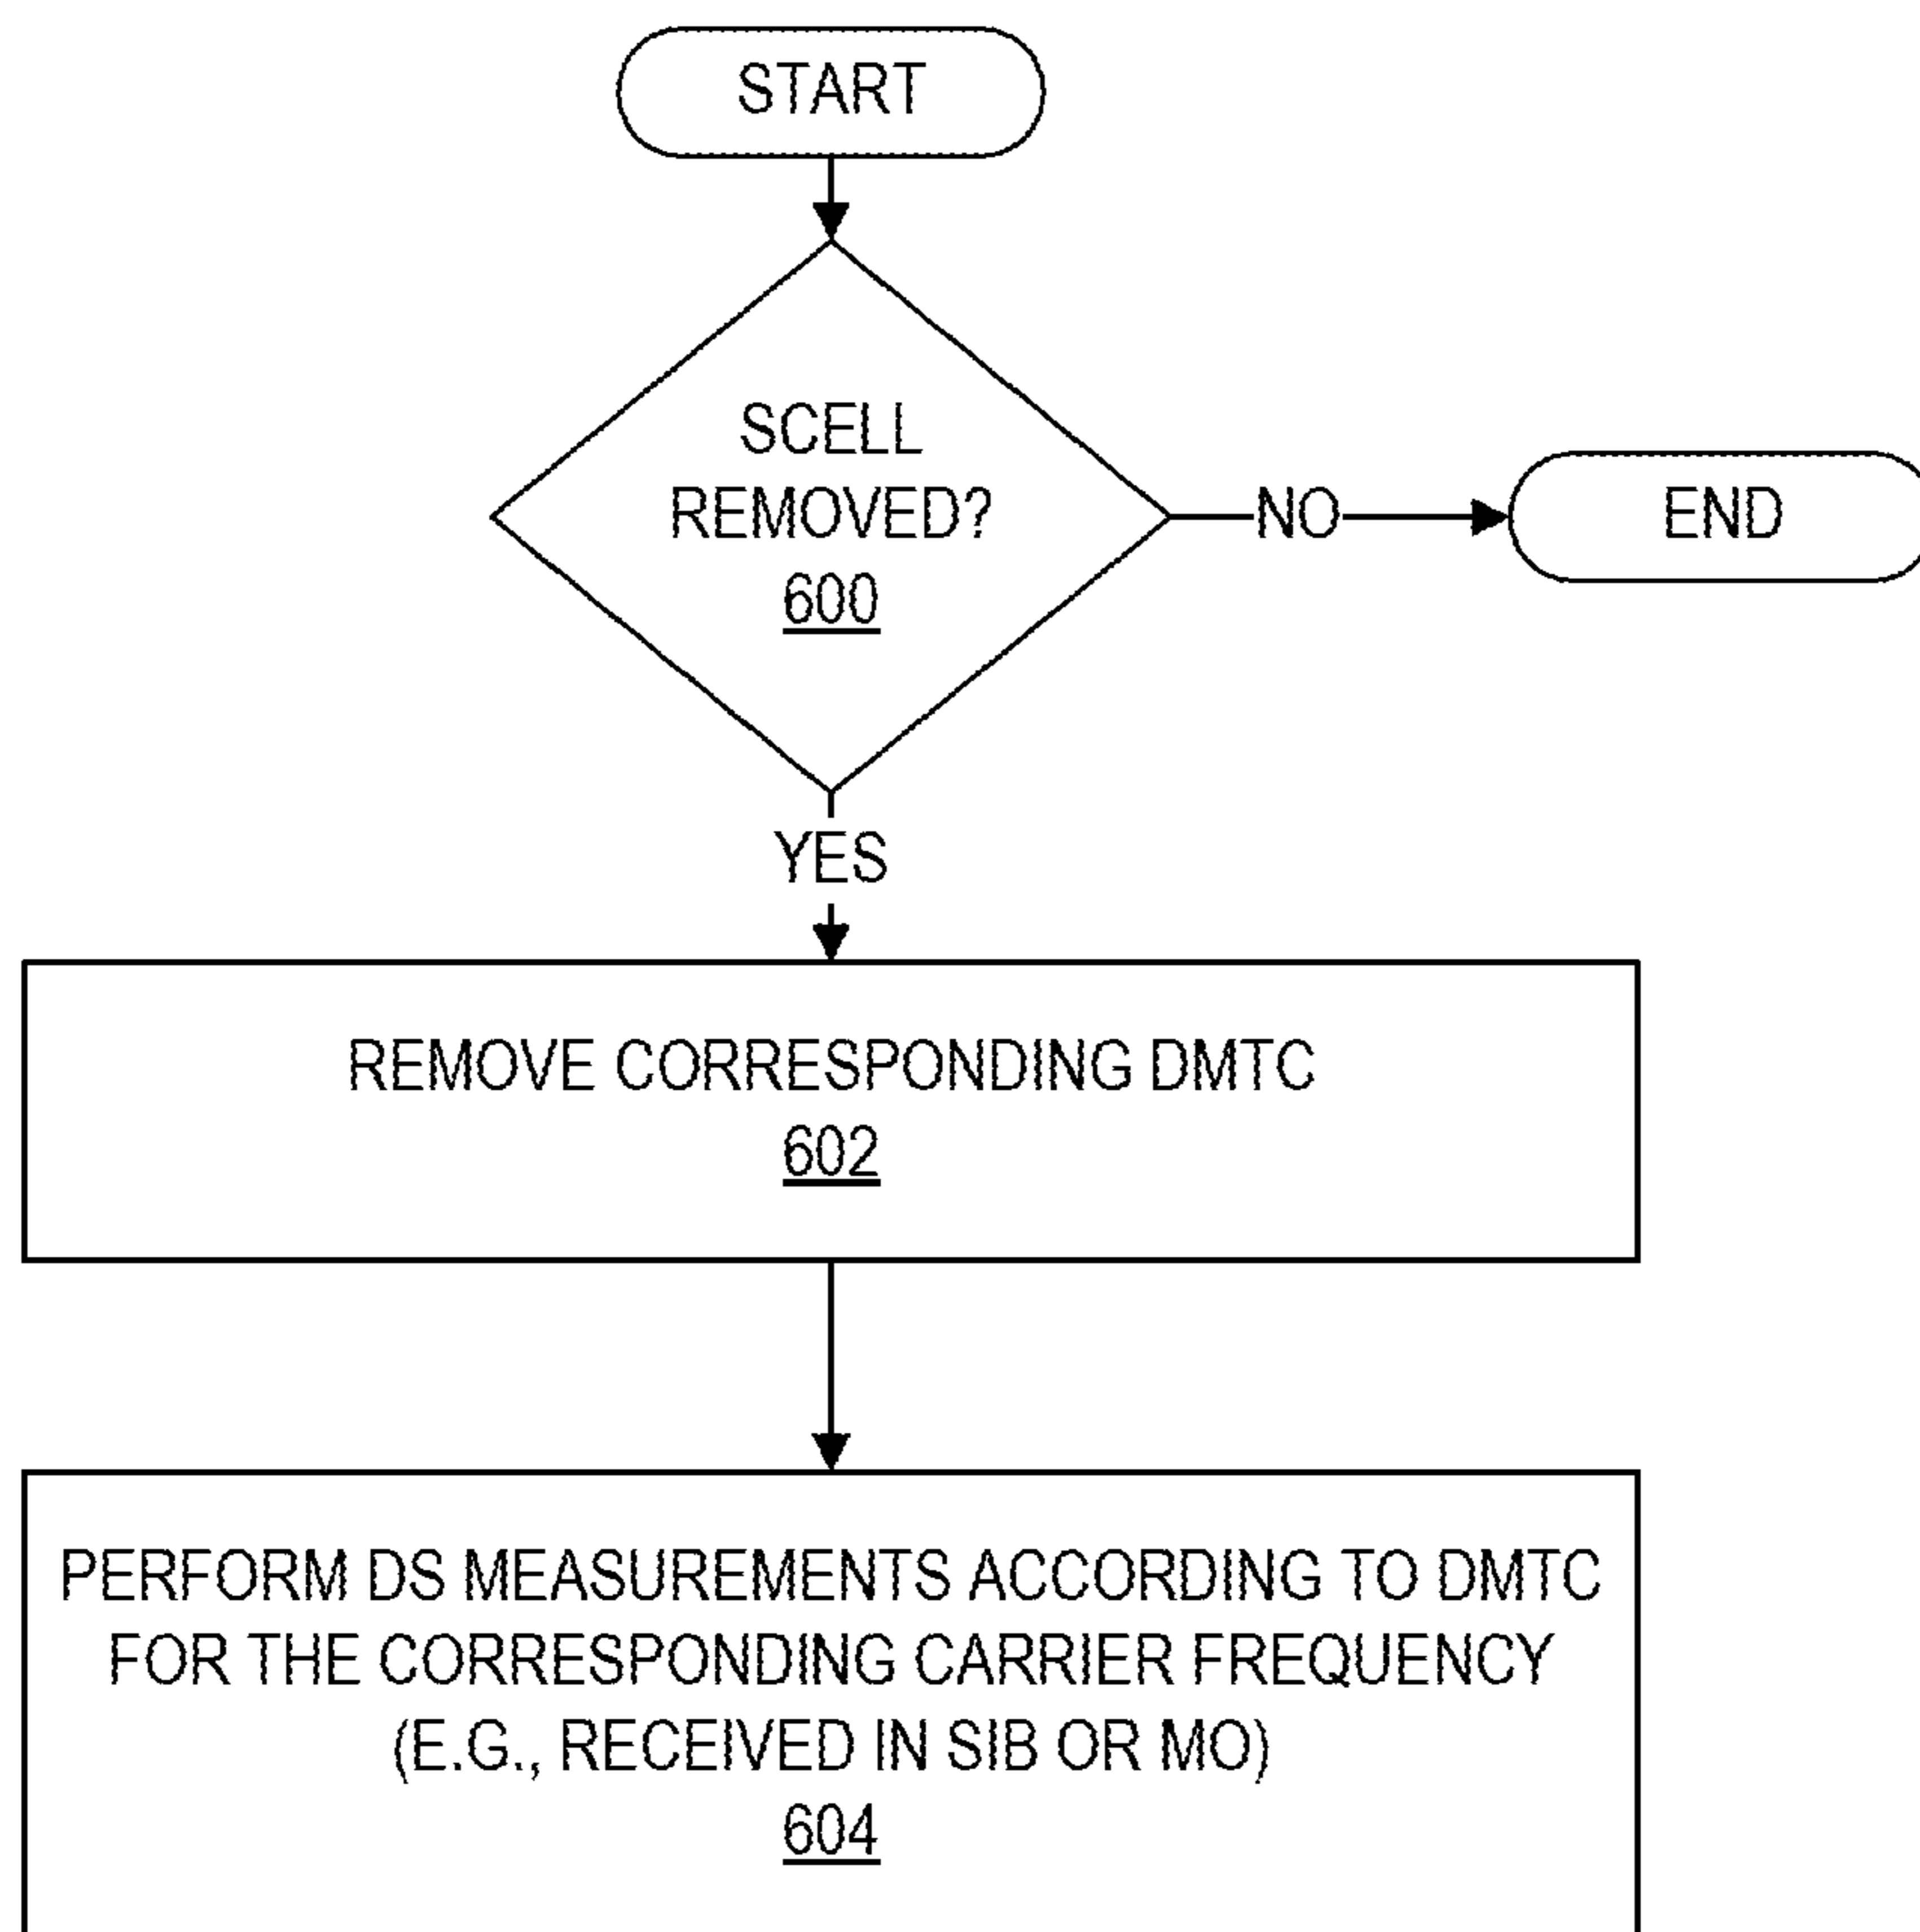 START
SCELL
REMOVED?
600
NO
END
YES
REMOVE CORRESPONDING DMTC
602
PERFORM DS MEASUREMENTS ACCORDING TO DMTC
FOR THE CORRESPONDING CARRIER FREQUENCY
(E.G., RECEIVED IN SIB OR MO)
604